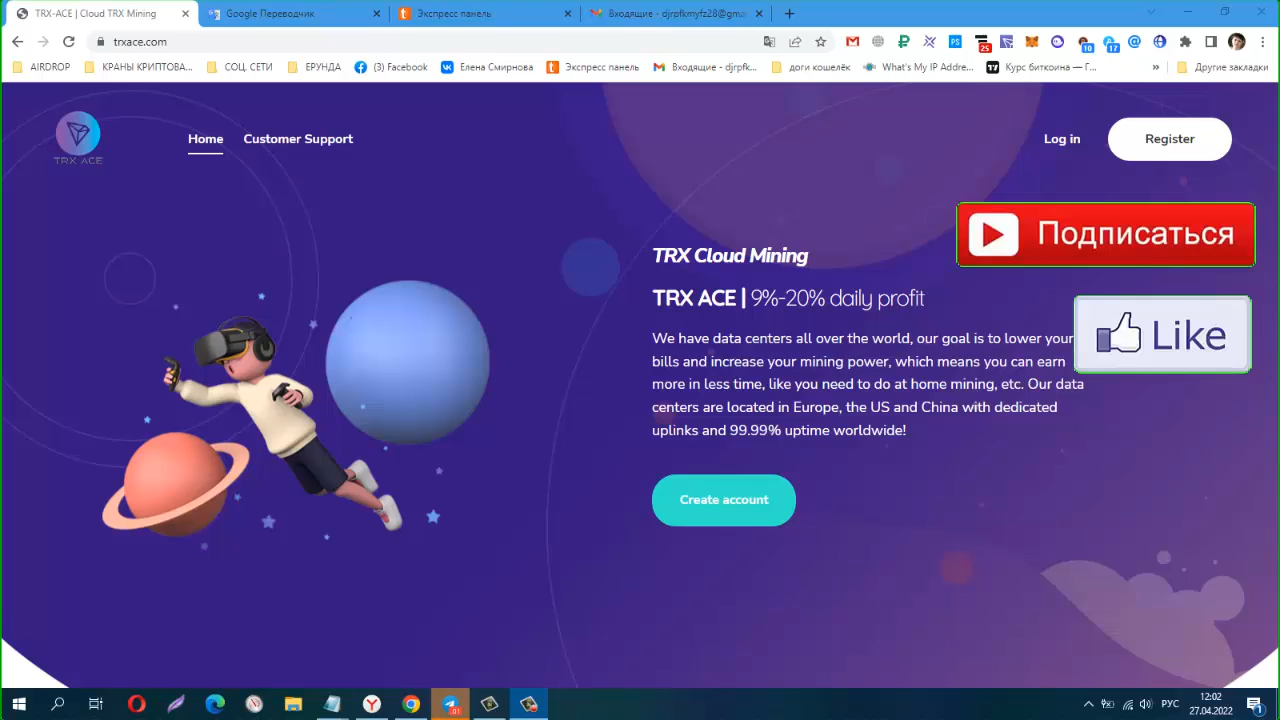 TRX-ACE | Cloud TRX Mining
Google Переводчик
Экспресс панель
Входящие - djrpfkmyfz28@gma
trxace.com
25
10
17
AIRDROP
КРАНЫ КРИПТОВА...
СОЦ. СЕТИ
ЕРУНДА
(3) Facebook
Елена Смирнова
Экспресс панель
Входящие - djrpfk...
доги кошелёк
What's My IP Addre...
Курс биткоина — Г...
»
Другие закладки
TRX ACE
Home
Customer Support
Log in
Register
Подписаться
TRX Cloud Mining
TRX ACE | 9%-20% daily profit
Like
We have data centers all over the world, our goal is to lower your
bills and increase your mining power, which means you can earn
more in less time, like you need to do at home mining, etc. Our data
centers are located in Europe, the US and China with dedicated
uplinks and 99.99% uptime worldwide!
Create account
РУС
12:02
27.04.2022